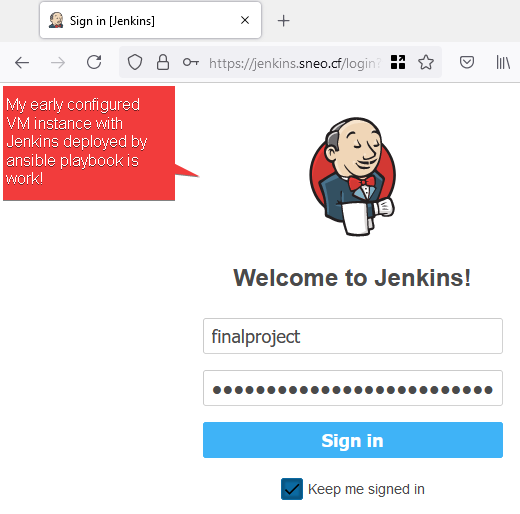 Sign in [Jenkins]
https://jenkins.sneo.cf/login?
My early configured
VM instance with
Jenkins deployed by
ansible playbook is
work!
Welcome to Jenkins!
finalproject
Sign in
Keep me signed in